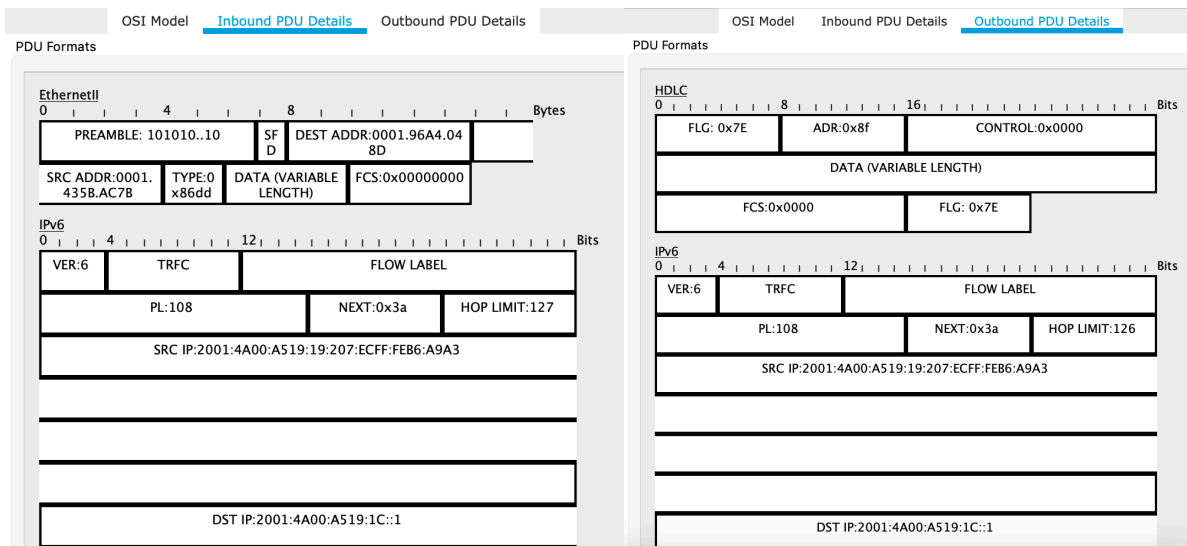 OSI Model Inbound PDU Details Outbound PDU Details
PDU Formats
EthernetII
0 4 8 Bytes
PREAMBLE: 101010..10 SF D DEST ADDR:0001.96A4.04 8D
SRC ADDR:0001. 435B.AC7B TYPE:0 x86dd DATA (VARIABLE LENGTH) FCS:0x00000000
IPv6
0 4 12 Bits
VER:6 TRFC FLOW LABEL
PL:108 NEXT:0x3a HOP LIMIT:127
SRC IP:2001:4A00:A519:19:207:ECFF:FEB6:A9A3
DST IP:2001:4A00:A519:1C::1
OSI Model Inbound PDU Details Outbound PDU Details
PDU Formats
HDLC
0 8 16 Bits
FLG: 0x7E ADR:0x8f CONTROL:0x0000
DATA (VARIABLE LENGTH)
FCS:0x0000 FLG: 0x7E
IPv6
0 4 12 Bits
VER:6 TRFC FLOW LABEL
PL:108 NEXT:0x3a HOP LIMIT:126
SRC IP:2001:4A00:A519:19:207:ECFF:FEB6:A9A3
DST IP:2001:4A00:A519:1C::1